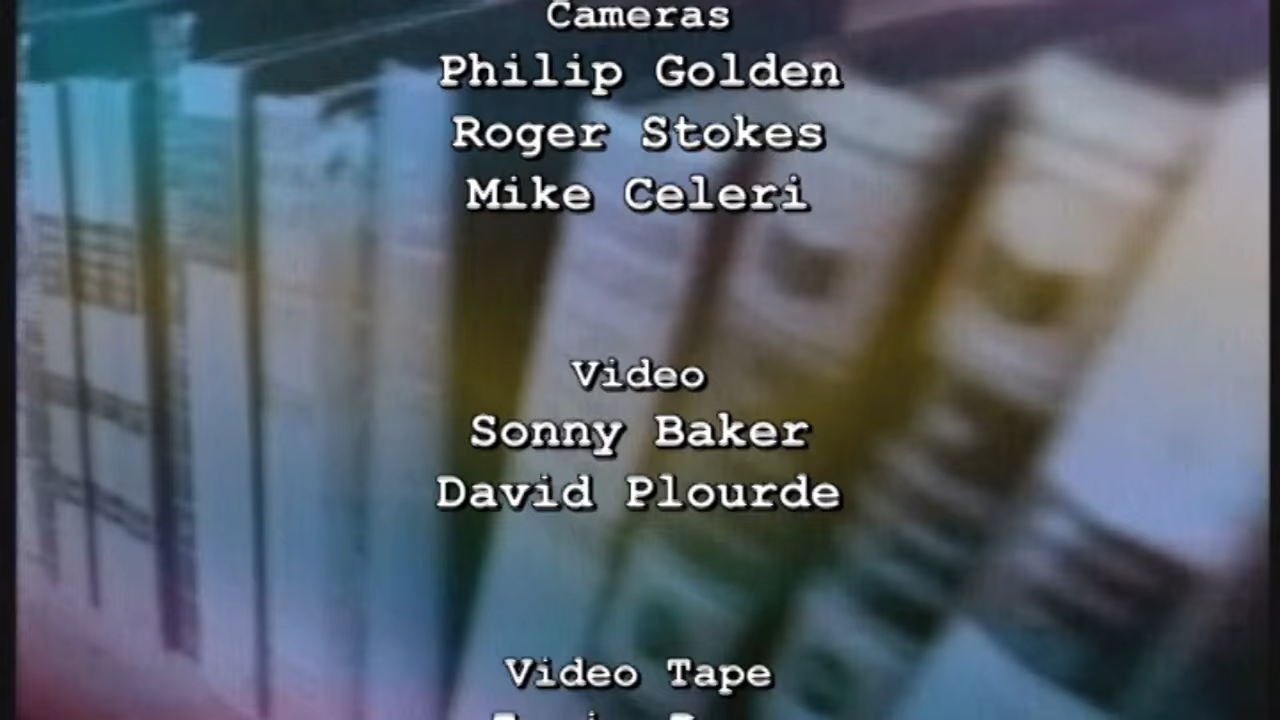 Cameras
Philip Golden
Roger Stokes
Mike Celeri
Video
Sonny Baker
David Plourde
Video Tape